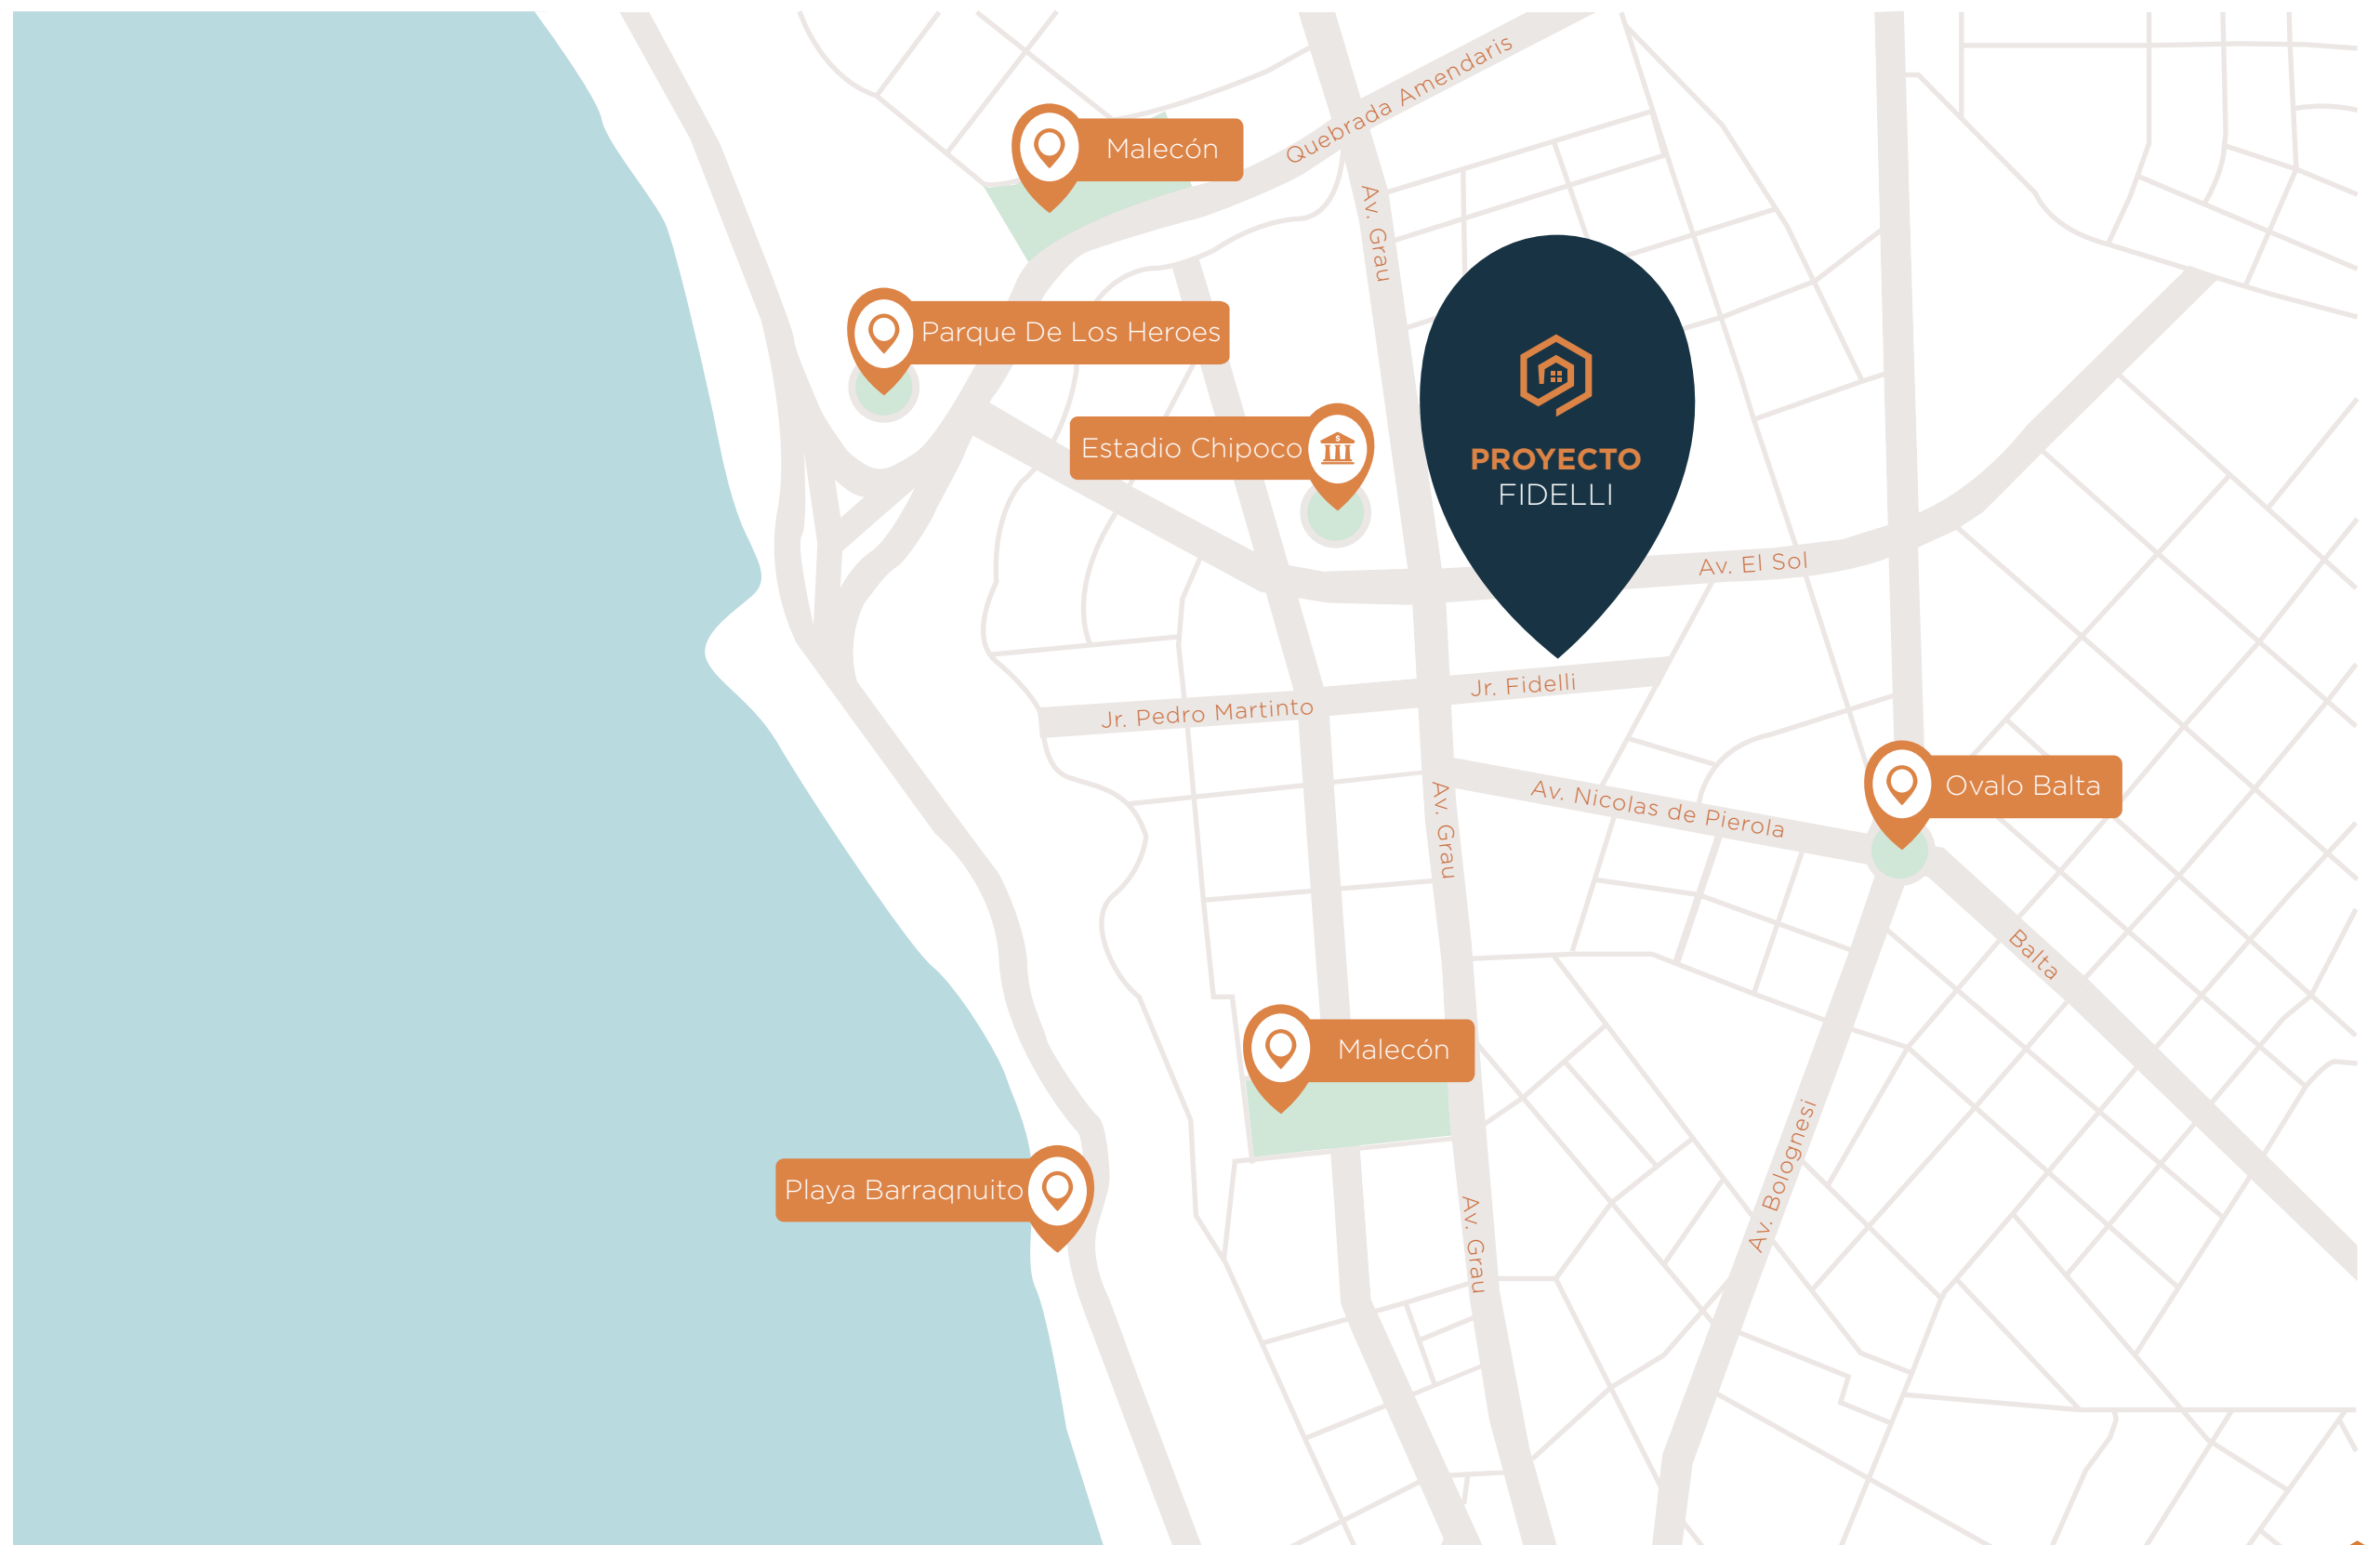 Quebrada Amendaris
Malecón
Av. Grau
Parque De Los Heroes
Estadio Chipoco
$
PROYECTO
FIDELLI
Av. El Sol
Jr. Fidelli
Jr. Pedro Martinto
Av. Nicolas de Pierola
Ovalo Balta
Av. Grau
Balta
Malecón
Av. Bolognesi
Playa Barraqnuito
Av. Grau